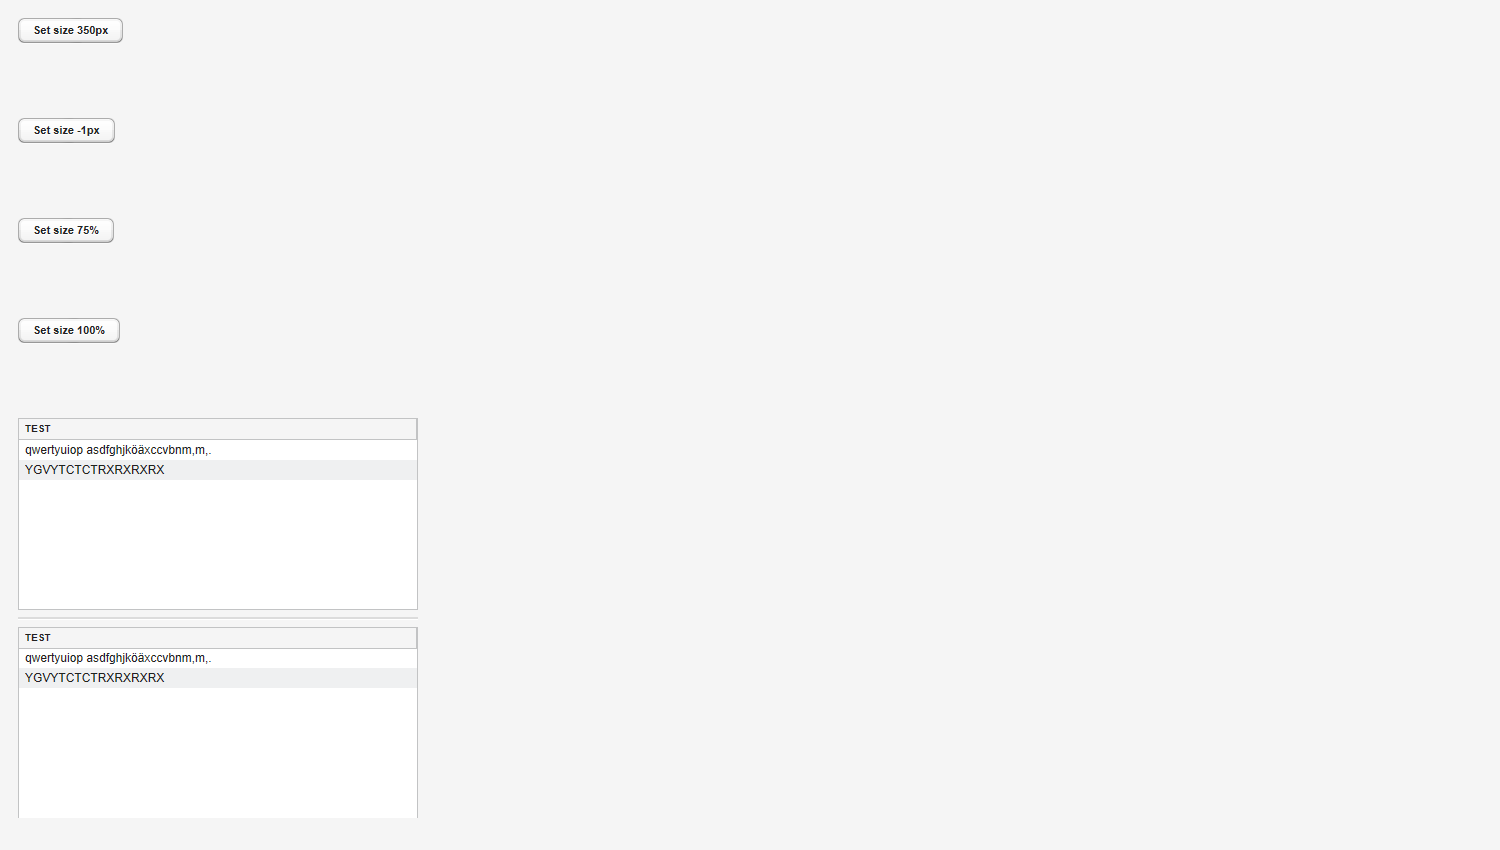 Set size 350px
Set size -1px
Set size 75%
Set size 100%
TEST
qwertyuiop asdfghjköäxccvbnm,m,.
YGVYTCTCTRXRXRXRX
TEST
qwertyuiop asdfghjköäxccvbnm,m,.
YGVYTCTCTRXRXRXRX